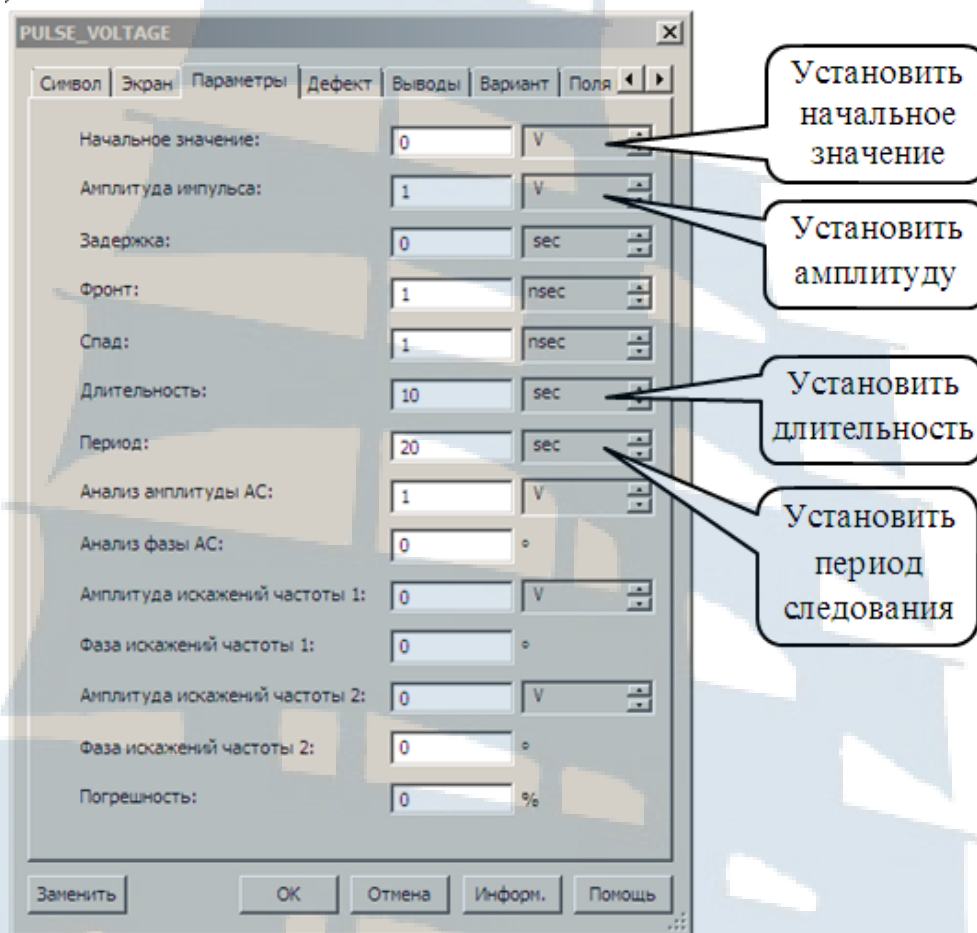 PULSE_VOLTAGE
Символ Экран Параметры Дефект Выводы Вариант Поля
Начальное значение: 0 V
Амплитуда импульса: 1 V
Задержка: 0 sec
Фронт: 1 nsec
Спад: 1 nsec
Длительность: 10 sec
Период: 20 sec
Анализ амплитуды AC: 1 V
Анализ фазы AC: 0 °
Амплитуда искажений частоты 1: 0 V
Фаза искажений частоты 1: 0 °
Амплитуда искажений частоты 2: 0 V
Фаза искажений частоты 2: 0 °
Погрешность: 0 %
Заменить OK Отмена Информ. Помощь
Установить
начальное
значение
Установить
амплитуду
Установить
длительность
Установить
период
следования